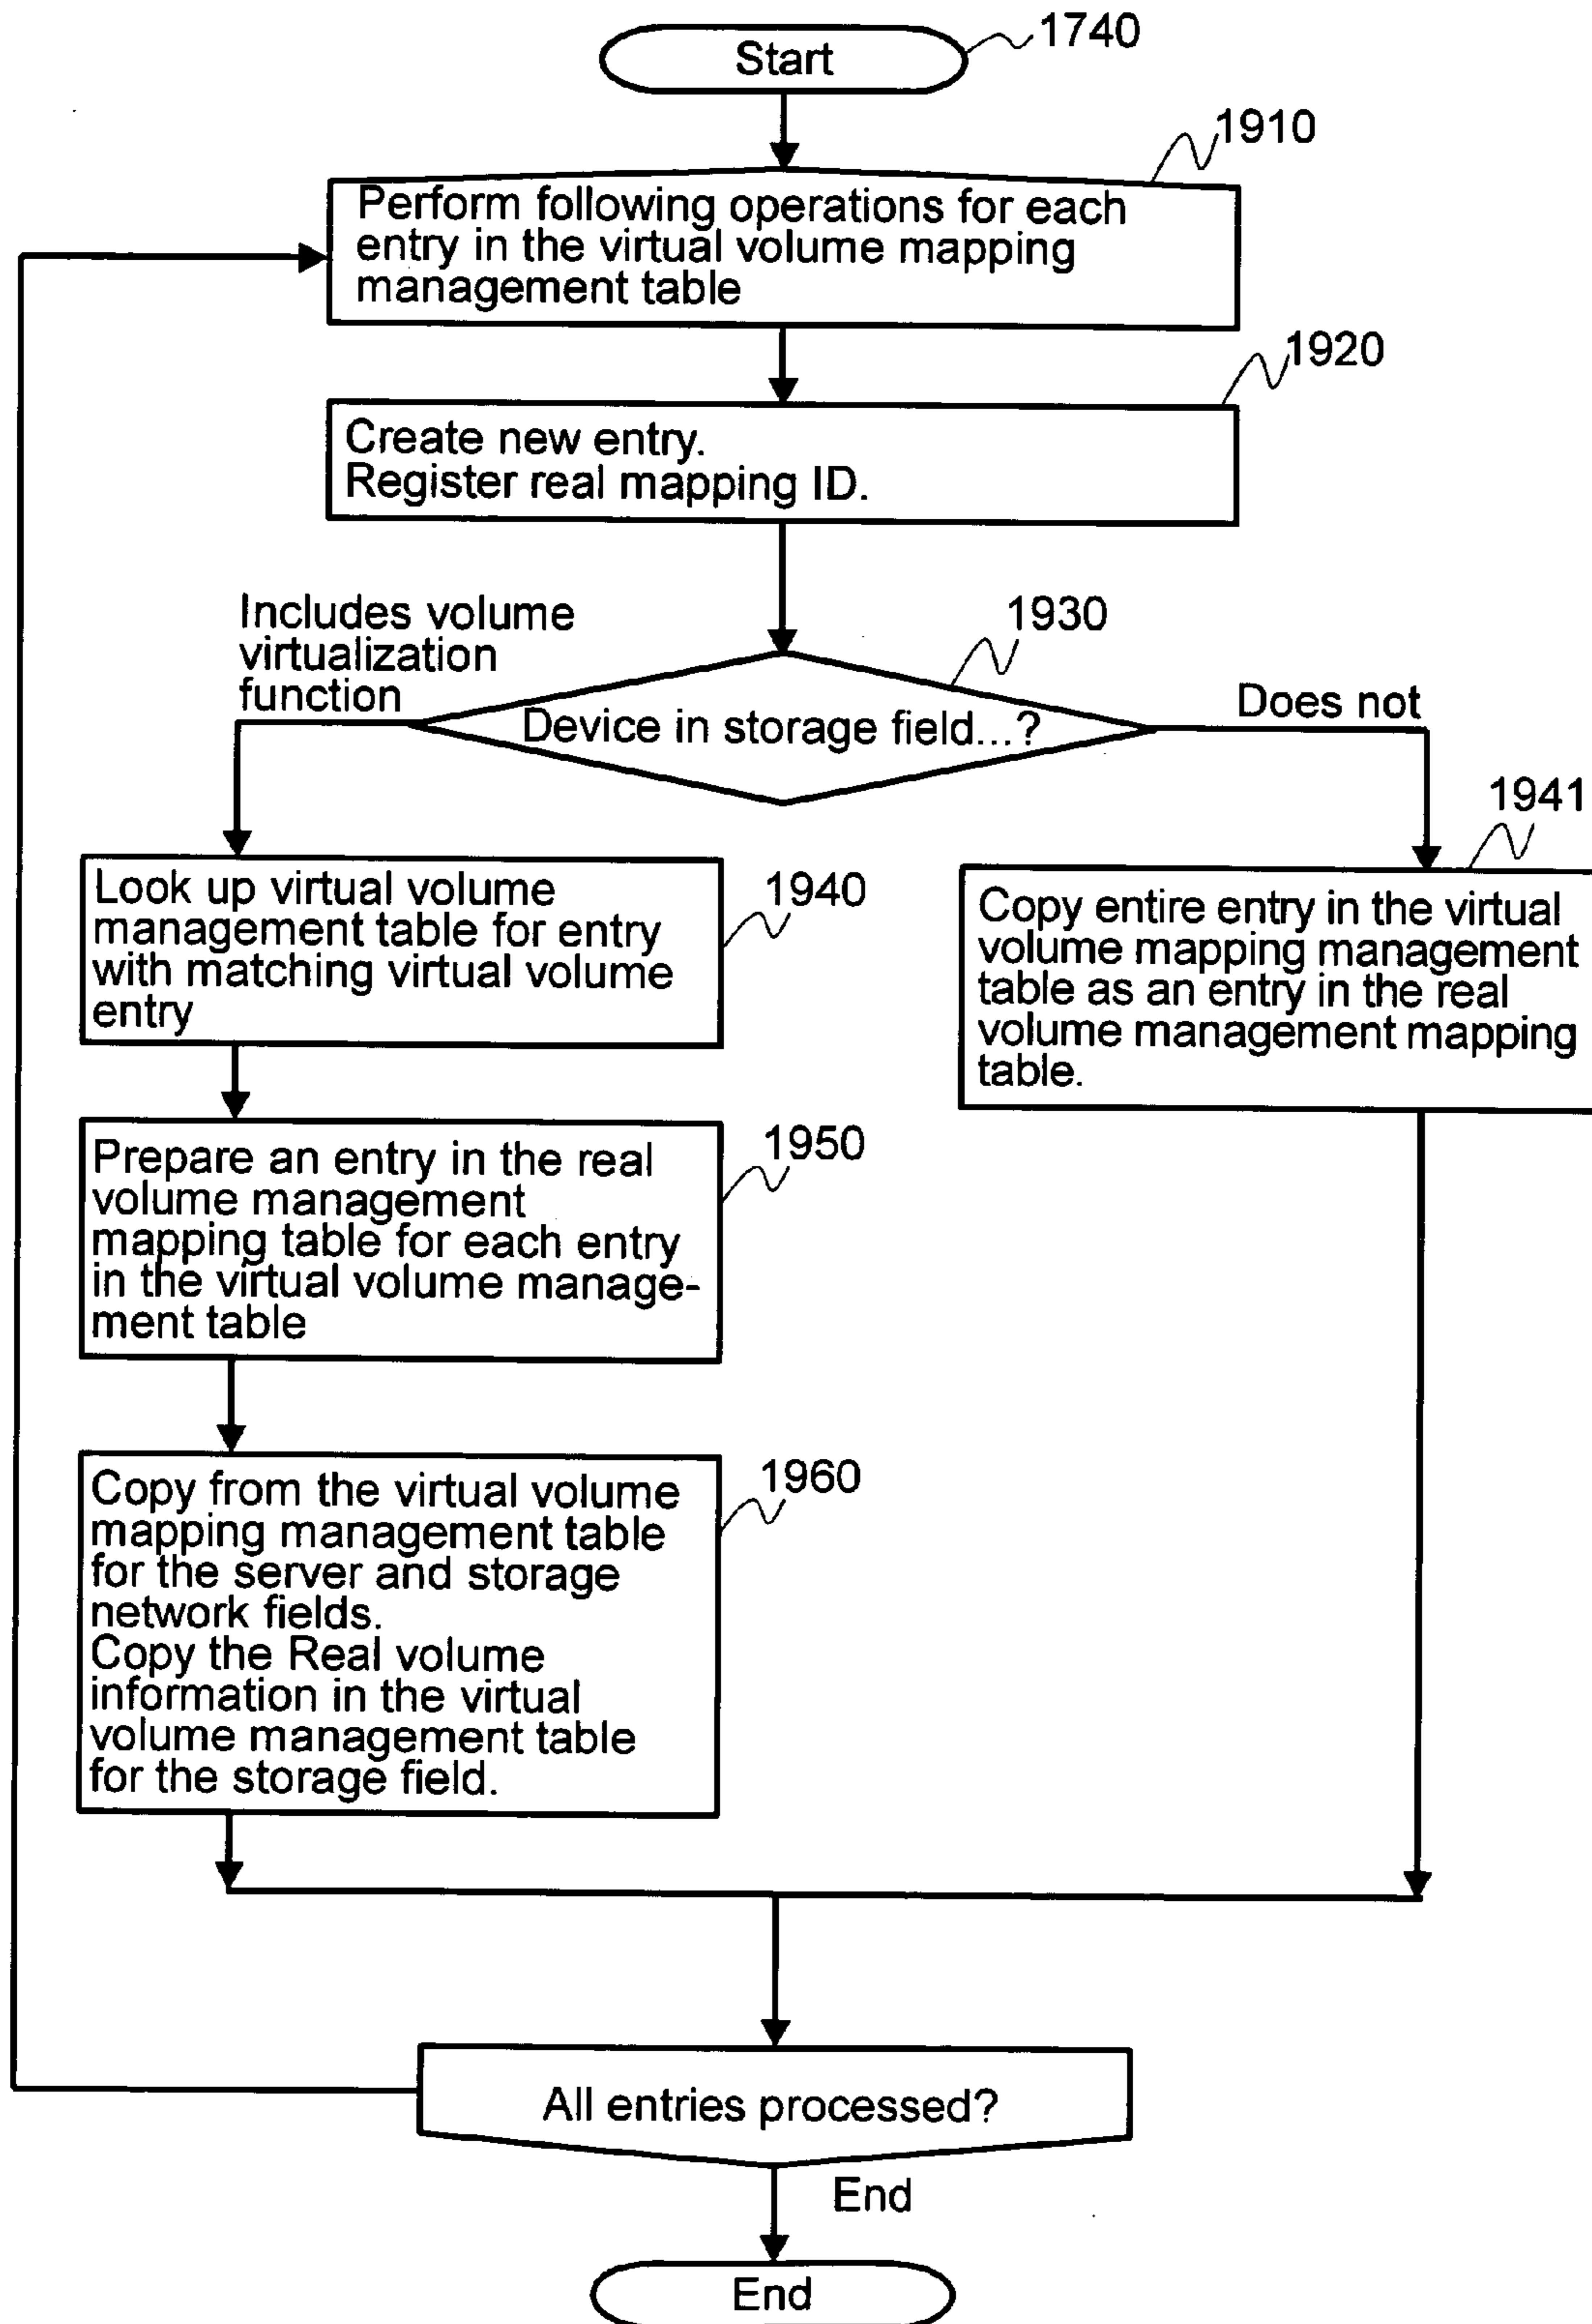 Start
1740
1910
Perform following operations for each
entry in the virtual volume mapping
management table
1920
Create new entry.
Register real mapping ID.
Includes volume
virtualization
function
1930
Device in storage field...?
Does not
1940
Look up virtual volume
management table for entry
with matching virtual volume
entry
1941
Copy entire entry in the virtual
volume mapping management
table as an entry in the real
volume management mapping
table.
1950
Prepare an entry in the real
volume management
mapping table for each entry
in the virtual volume manage-
ment table
1960
Copy from the virtual volume
mapping management table
for the server and storage
network fields.
Copy the Real volume
information in the virtual
volume management table
for the storage field.
All entries processed?
End
End